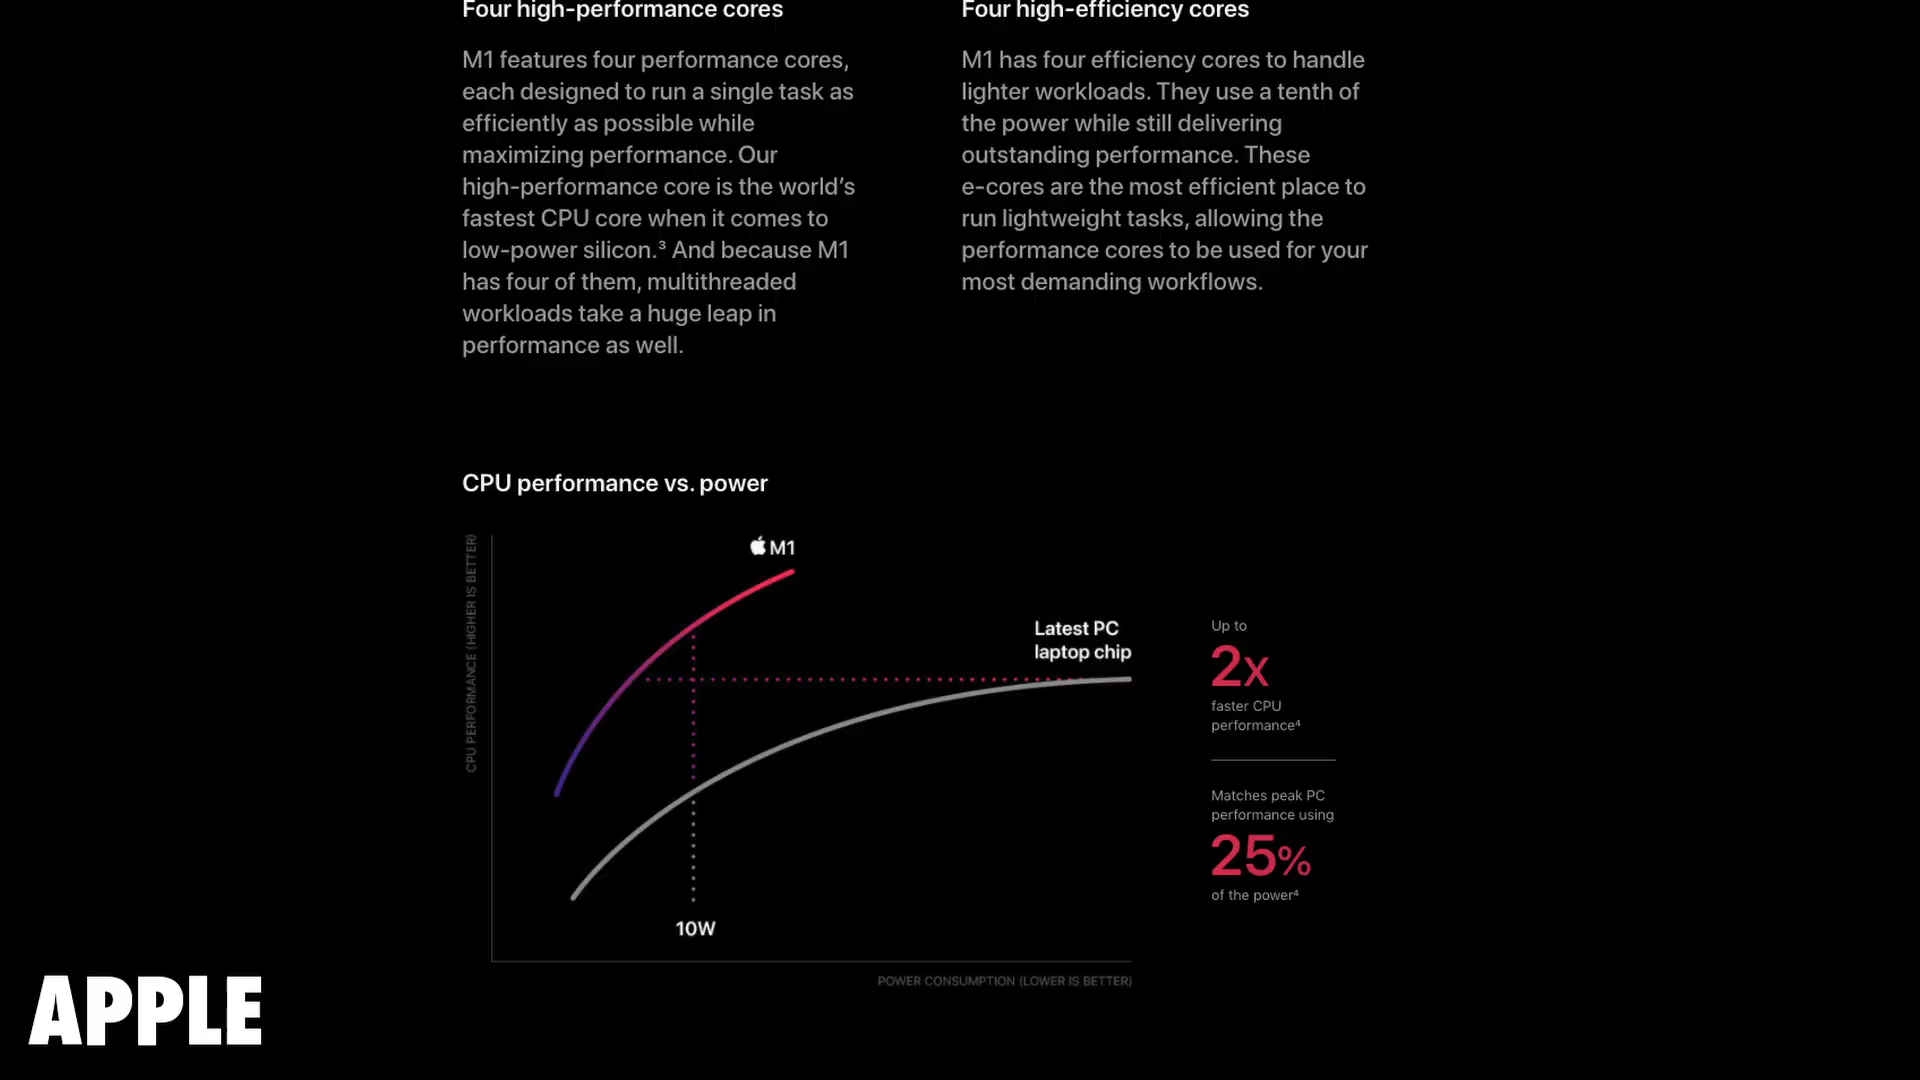 Four high-performance cores
M1 features four performance cores,
each designed to run a single task as
efficiently as possible while
maximizing performance. Our
high-performance core is the world’s
fastest CPU core when it comes to
low-power silicon.³ And because M1
has four of them, multithreaded
workloads take a huge leap in
performance as well.
Four high-efficiency cores
M1 has four efficiency cores to handle
lighter workloads. They use a tenth of
the power while still delivering
outstanding performance. These
e-cores are the most efficient place to
run lightweight tasks, allowing the
performance cores to be used for your
most demanding workflows.
CPU performance vs. power
CPU PERFORMANCE (HIGHER IS BETTER)
M1
Latest PC
laptop chip
10W
POWER CONSUMPTION (LOWER IS BETTER)
Up to
2x
faster CPU
performance⁴
Matches peak PC
performance using
25%
of the power⁴
APPLE